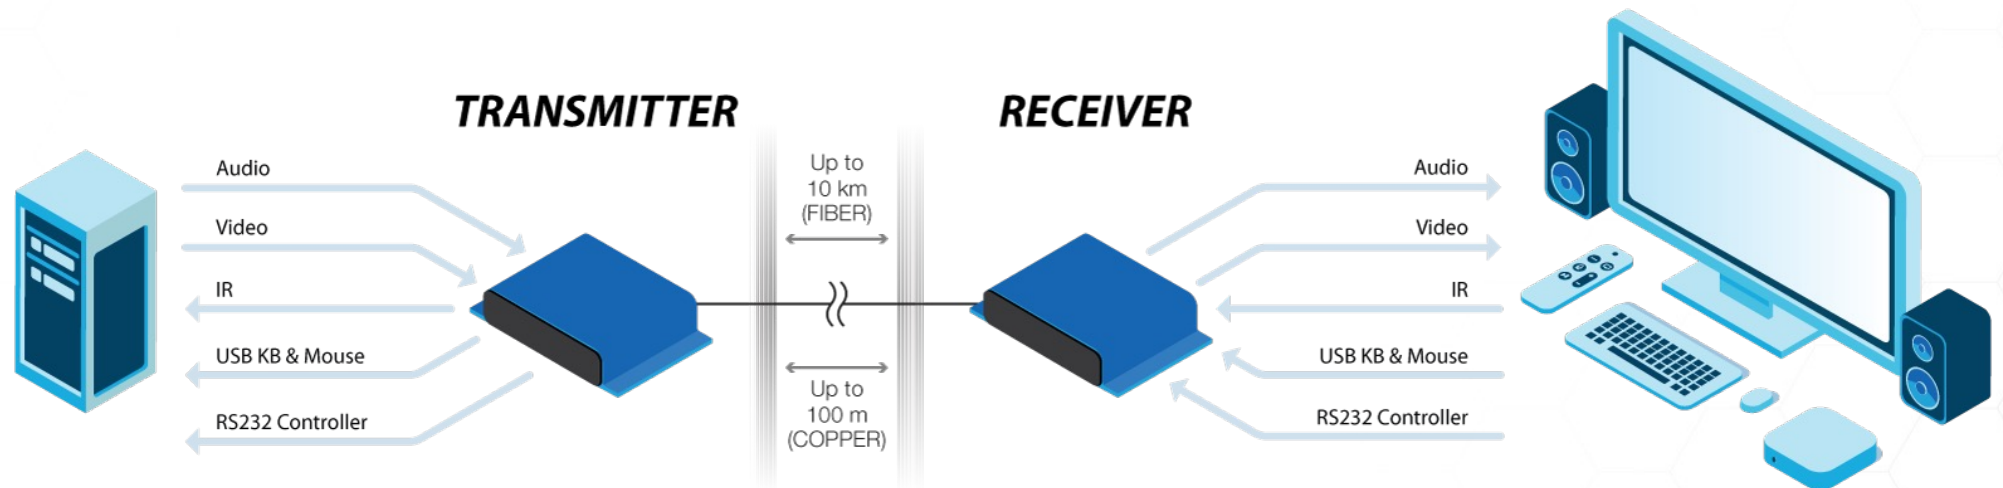 TRANSMITTER
RECEIVER
Audio
Video
IR
USB KB & Mouse
RS232 Controller
Up to
10 km
(FIBER)
Up to
100 m
(COPPER)
Audio
Video
IR
USB KB & Mouse
RS232 Controller